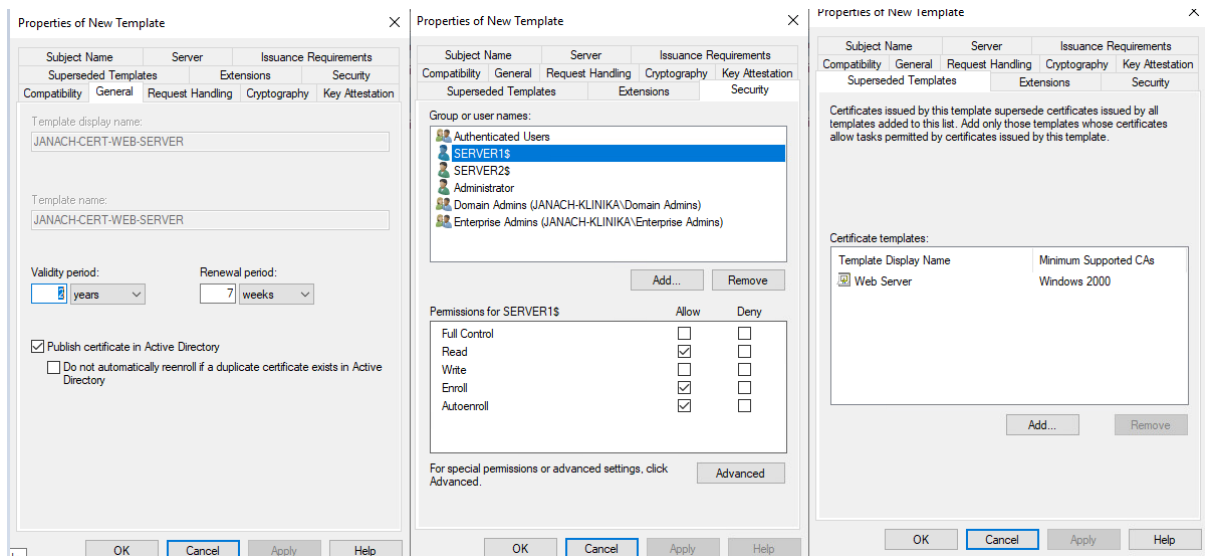 Properties of New Template
Subject Name Server Issuance Requirements
Superseded Templates Extensions Security
Compatibility General Request Handling Cryptography Key Attestation
Template display name:
JANACH-CERT-WEB-SERVER
Template name:
JANACH-CERT-WEB-SERVER
Validity period: Renewal period:
2 years 7 weeks
Publish certificate in Active Directory
Do not automatically reenroll if a duplicate certificate exists in Active
Directory
OK Cancel Apply Help
Properties of New Template
Subject Name Server Issuance Requirements
Compatibility General Request Handling Cryptography Key Attestation
Superseded Templates Extensions Security
Group or user names:
Authenticated Users
SERVER1$
SERVER2$
Administrator
Domain Admins (JANACH-KLINIKA\Domain Admins)
Enterprise Admins (JANACH-KLINIKA\Enterprise Admins)
Add... Remove
Permissions for SERVER1$ Allow Deny
Full Control
Read
Write
Enroll
Autoenroll
For special permissions or advanced settings, click
Advanced.
Advanced
OK Cancel Apply Help
Properties of New Template
Subject Name Server Issuance Requirements
Compatibility General Request Handling Cryptography Key Attestation
Superseded Templates Extensions Security
Certificates issued by this template supersede certificates issued by all
templates added to this list. Add only those templates whose certificates
allow tasks permitted by certificates issued by this template.
Certificate templates:
Template Display Name Minimum Supported CAs
Web Server Windows 2000
Add... Remove
OK Cancel Apply Help